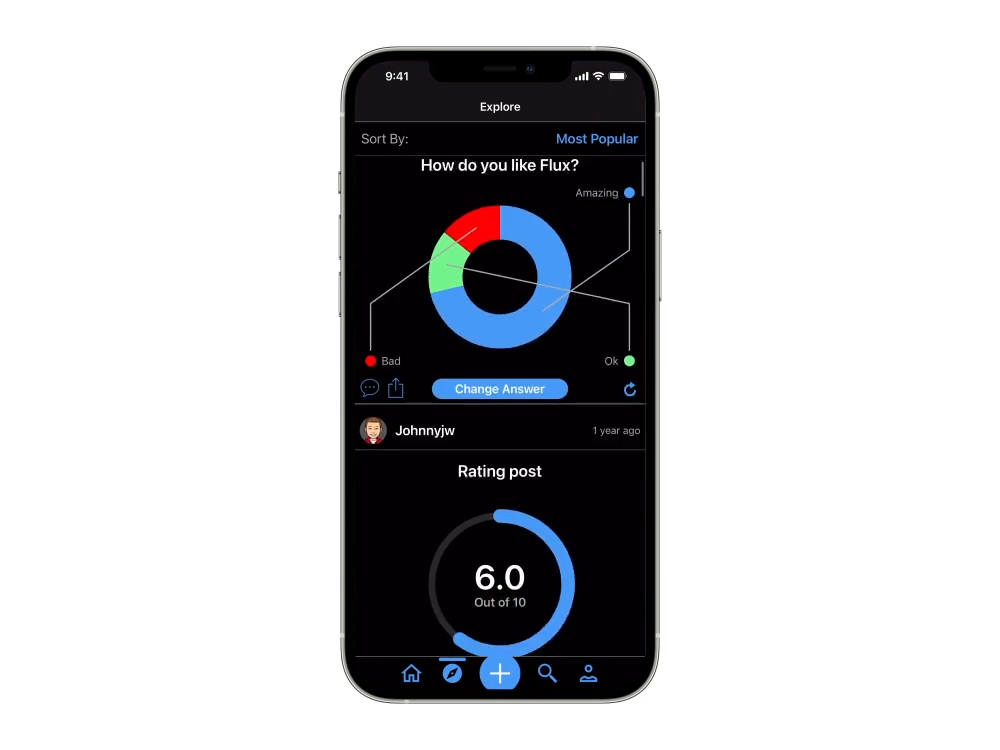 9:41
Explore
Sort By: Most Popular
How do you like Flux?
Amazing
Bad
Ok
Change Answer
Johnnyjw 1 year ago
Rating post
6.0
Out of 10